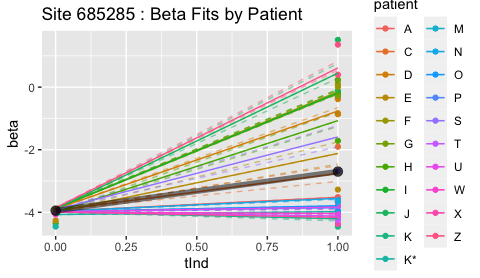 Site 685285 : Beta Fits by Patient
beta
0
-2
-4
0.00 0.25 0.50 0.75 1.00
tInd
patient
A M
C N
D O
E P
F S
G T
H U
I W
J X
K Z
K*